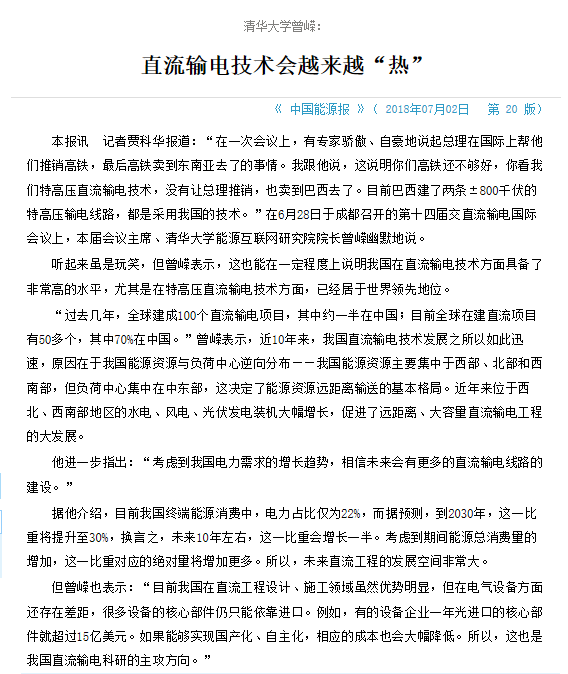 清华大学曾嵘：
直流输电技术会越来越“热”
《 中国能源报 》（ 2018年07月02日 第 20 版）
本报讯 记者贾科华报道：“在一次会议上，有专家骄傲、自豪地说起总理在国际上帮他
们推销高铁，最后高铁卖到东南亚去了的事情。我跟他说，这说明你们高铁还不够好，你看我
们特高压直流输电技术，没有让总理推销，也卖到巴西去了。目前巴西建了两条±800千伏的
特高压输电线路，都是采用我国的技术。”在6月28日于成都召开的第十四届交直流输电国际
会议上，本届会议主席、清华大学能源互联网研究院院长曾嵘幽默地说。
听起来虽是玩笑，但曾嵘表示，这也能在一定程度上说明我国在直流输电技术方面具备了
非常高的水平，尤其是在特高压直流输电技术方面，已经居于世界领先地位。
“过去几年，全球建成100个直流输电项目，其中约一半在中国；目前全球在建直流项目
有50多个，其中70%在中国。”曾嵘表示，近10年来，我国直流输电技术发展之所以如此迅
速，原因在于我国能源资源与负荷中心逆向分布——我国能源资源主要集中于西部、北部和西
南部，但负荷中心集中在中东部，这决定了能源资源远距离输送的基本格局。近年来位于西
北、西南部地区的水电、风电、光伏发电装机大幅增长，促进了远距离、大容量直流输电工程
的大发展。
他进一步指出：“考虑到我国电力需求的增长趋势，相信未来会有更多的直流输电线路的
建设。”
据他介绍，目前我国终端能源消费中，电力占比仅为22%，而据预测，到2030年，这一比
重将提升至30%，换言之，未来10年左右，这一比重会增长一半。考虑到期间能源总消费量的
增加，这一比重对应的绝对量将增加更多。所以，未来直流工程的发展空间非常大。
但曾嵘也表示：“目前我国在直流工程设计、施工领域虽然优势明显，但在电气设备方面
还存在差距，很多设备的核心部件仍只能依靠进口。例如，有的设备企业一年光进口的核心部
件就超过15亿美元。如果能够实现国产化、自主化，相应的成本也会大幅降低。所以，这也是
我国直流输电科研的主攻方向。”